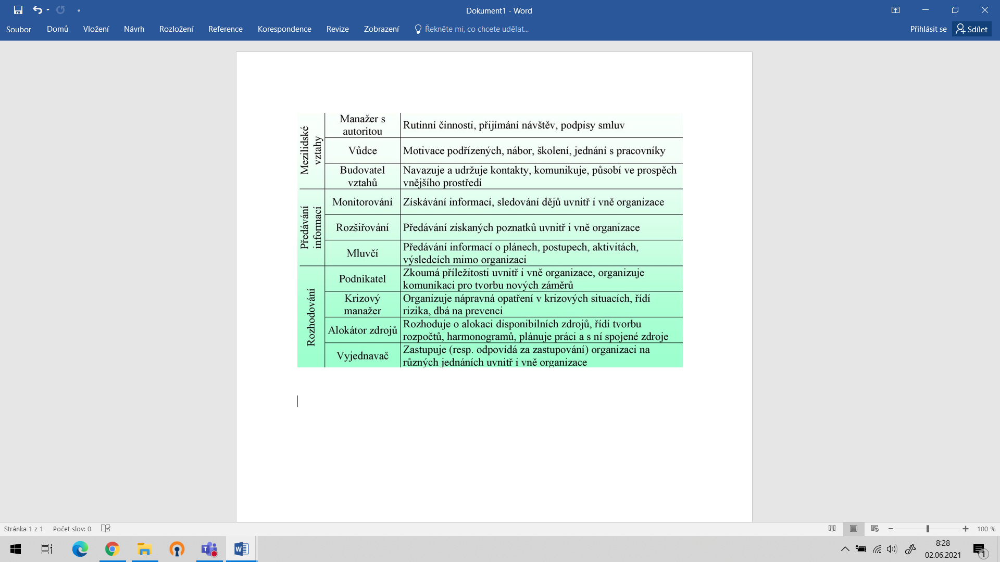 Dokument1 - Word
Soubor Domů Vložení Návrh Rozložení Reference Korespondence Revize Zobrazení Řekněte mi, co chcete udělat... Přihlásit se Sdílet
Mezilidské
vztahy
Manažer s
autoritou
Rutinní činnosti, přijímání návštěv, podpisy smluv
Vůdce
Motivace podřízených, nábor, školení, jednání s pracovníky
Budovatel
vztahů
Navazuje a udržuje kontakty, komunikuje, působí ve prospěch
vnějšího prostředí
Předávání
informací
Monitorování
Získávání informací, sledování dějů uvnitř i vně organizace
Rozšiřování
Předávání získaných poznatků uvnitř i vně organizace
Mluvčí
Předávání informací o plánech, postupech, aktivitách,
výsledcích mimo organizaci
Rozhodování
Podnikatel
Zkoumá příležitosti uvnitř i vně organizace, organizuje
komunikaci pro tvorbu nových záměrů
Krizový
manažer
Organizuje nápravná opatření v krizových situacích, řídí
rizika, dbá na prevenci
Alokátor zdrojů
Rozhoduje o alokaci disponibilních zdrojů, řídí tvorbu
rozpočtů, harmonogramů, plánuje práci a s ní spojené zdroje
Vyjednavač
Zastupuje (resp. odpovídá za zastupování) organizaci na
různých jednáních uvnitř i vně organizace
Stránka 1 z 1 Počet slov: 0 100 %
8:28
02.06.2021
1